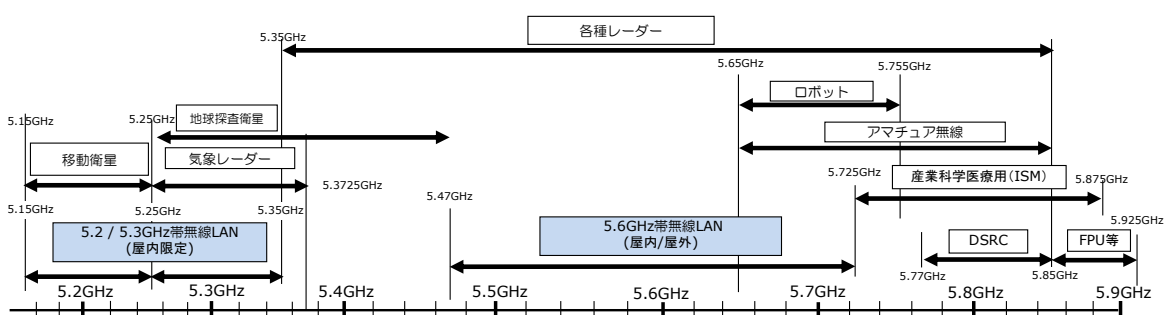 各種レーダー
5.35GHz
5.65GHz
5.755GHz
ロボット
地球探査衛星
5.15GHz
5.25GHz
アマチュア無線
移動衛星
気象レーダー
5.3725GHz
5.725GHz
産業科学医療用(ISM)
5.875GHz
5.47GHz
5.15GHz
5.25GHz
5.35GHz
5.925GHz
5.2 / 5.3GHz帯無線LAN
(屋内限定)
5.6GHz帯無線LAN
(屋内/屋外)
DSRC
FPU等
5.77GHz
5.85GHz
5.2GHz
5.3GHz
5.4GHz
5.5GHz
5.6GHz
5.7GHz
5.8GHz
5.9GHz